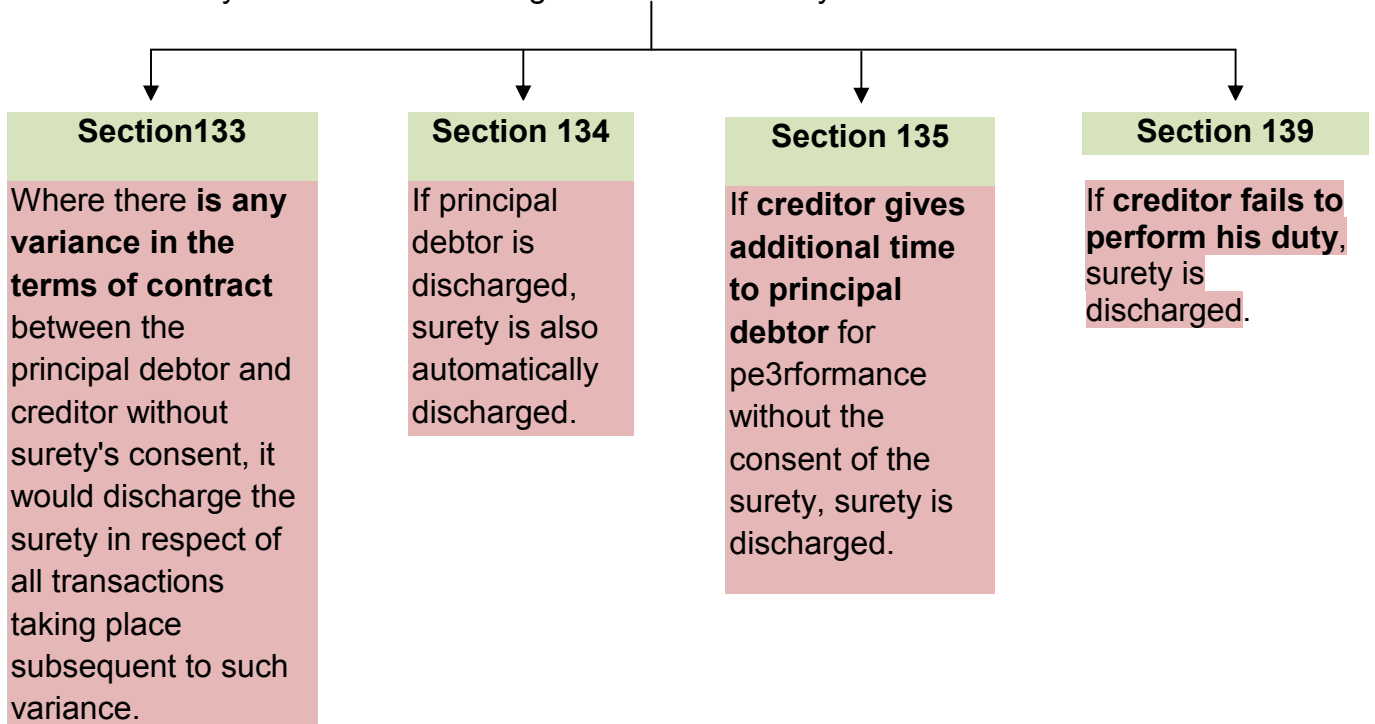 Section133
Where there is any
variance in the
terms of contract
between the
principal debtor and
creditor without
surety's consent, it
would discharge the
surety in respect of
all transactions
taking place
subsequent to such
variance.
Section 134
If principal
debtor is
discharged,
surety is also
automatically
discharged.
Section 135
If creditor gives
additional time
to principal
debtor for
pe3rformance
without the
consent of the
surety, surety is
discharged.
Section 139
If creditor fails to
perform his duty,
surety is
discharged.